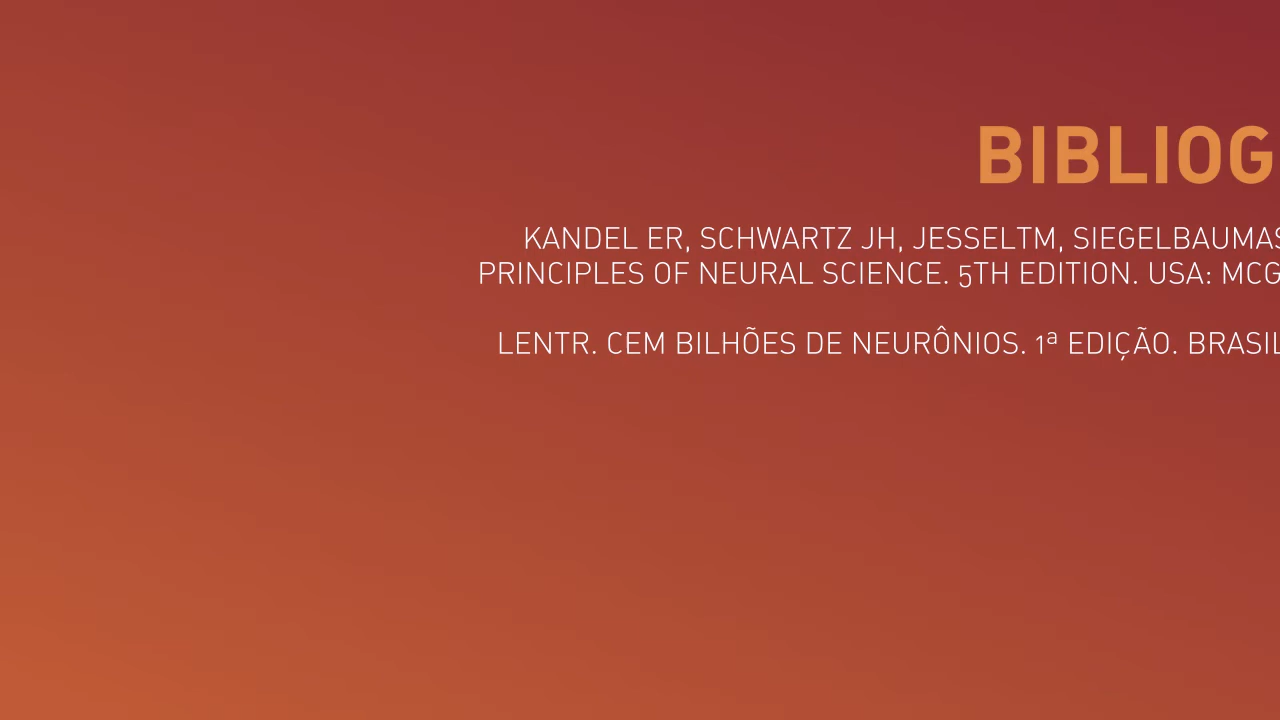 BIBLIOG
KANDEL ER, SCHWARTZ JH, JESSELTM, SIEGELBAUMAS
PRINCIPLES OF NEURAL SCIENCE. 5TH EDITION. USA: MCG
LENTR. CEM BILHÕES DE NEURÔNIOS. 1ª EDIÇÃO. BRASIL